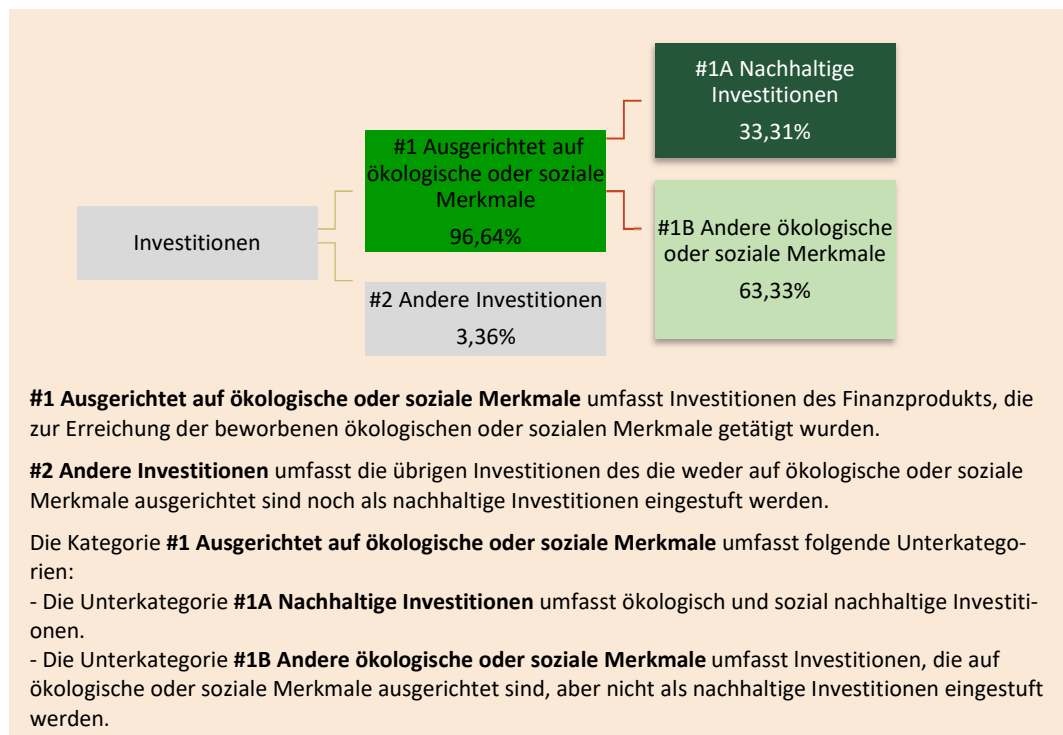 #1A Nachhaltige
Investitionen
33,31%
#1 Ausgerichtet auf
ökologische oder soziale
Merkmale
96,64%
#1B Andere ökologische
oder soziale Merkmale
63,33%
Investitionen
#2 Andere Investitionen
3,36%
#1 Ausgerichtet auf ökologische oder soziale Merkmale umfasst Investitionen des Finanzprodukts, die
zur Erreichung der beworbenen ökologischen oder sozialen Merkmale getätigt wurden.
#2 Andere Investitionen umfasst die übrigen Investitionen des die weder auf ökologische oder soziale
Merkmale ausgerichtet sind noch als nachhaltige Investitionen eingestuft werden.
Die Kategorie #1 Ausgerichtet auf ökologische oder soziale Merkmale umfasst folgende Unterkatego-
rien:
- Die Unterkategorie #1A Nachhaltige Investitionen umfasst ökologisch und sozial nachhaltige Investiti-
onen.
- Die Unterkategorie #1B Andere ökologische oder soziale Merkmale umfasst Investitionen, die auf
ökologische oder soziale Merkmale ausgerichtet sind, aber nicht als nachhaltige Investitionen eingestuft
werden.